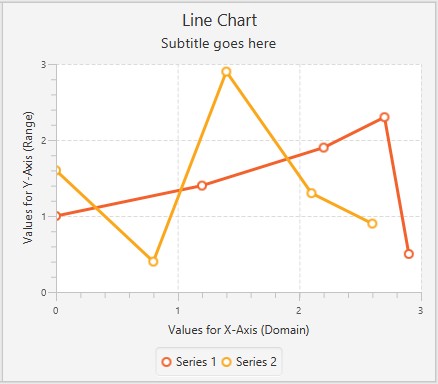 Line Chart
Subtitle goes here
3
2
1
0
Values for Y-Axis (Range)
0 1 2 3
Values for X-Axis (Domain)
Series 1 Series 2